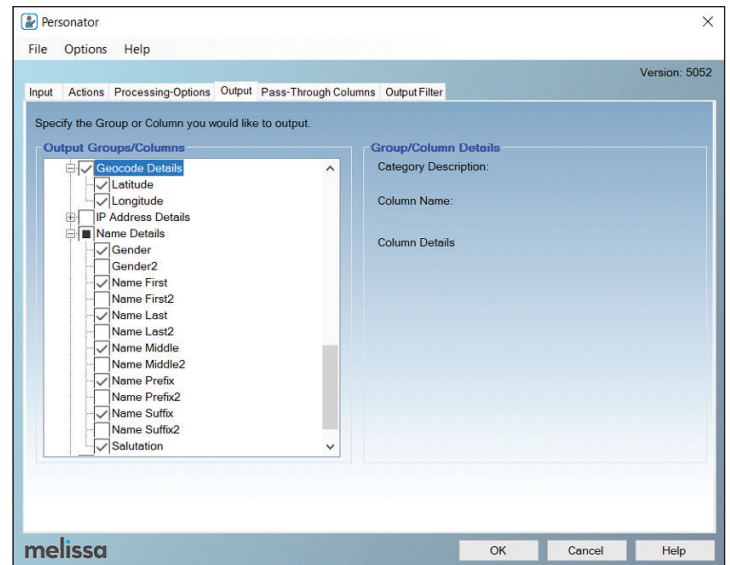 Personator
File Options Help
Version: 5052
Input Actions Processing-Options Output Pass-Through Columns Output Filter
Specify the Group or Column you would like to output.
Output Groups/Columns
Geocode Details
Latitude
Longitude
IP Address Details
Name Details
Gender
Gender2
Name First
Name First2
Name Last
Name Last2
Name Middle
Name Middle2
Name Prefix
Name Prefix2
Name Suffix
Name Suffix2
Salutation
Group/Column Details
Category Description:
Column Name:
Column Details
melissa
OK Cancel Help